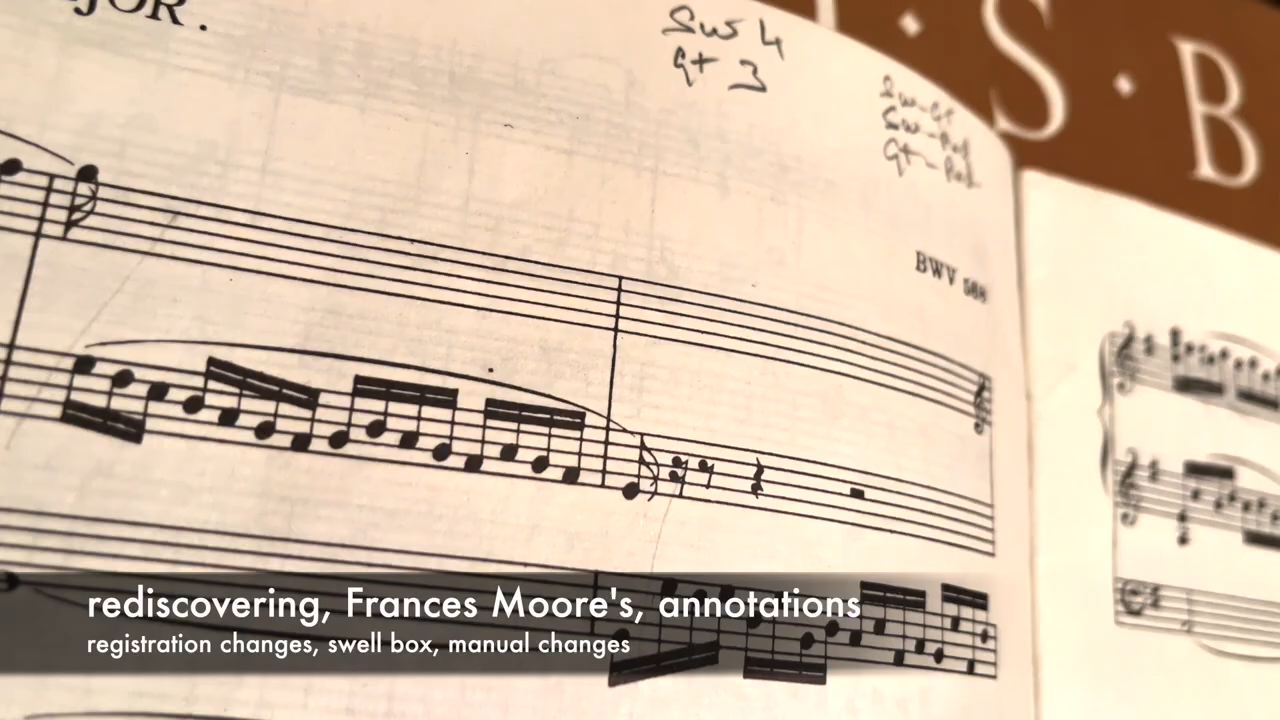 JOR.
Sw 4
Gt 3
Sw-Gt
Sw-Ped
Gt-Ped
S · B
BWV 568
rediscovering, Frances Moore's, annotations
registration changes, swell box, manual changes